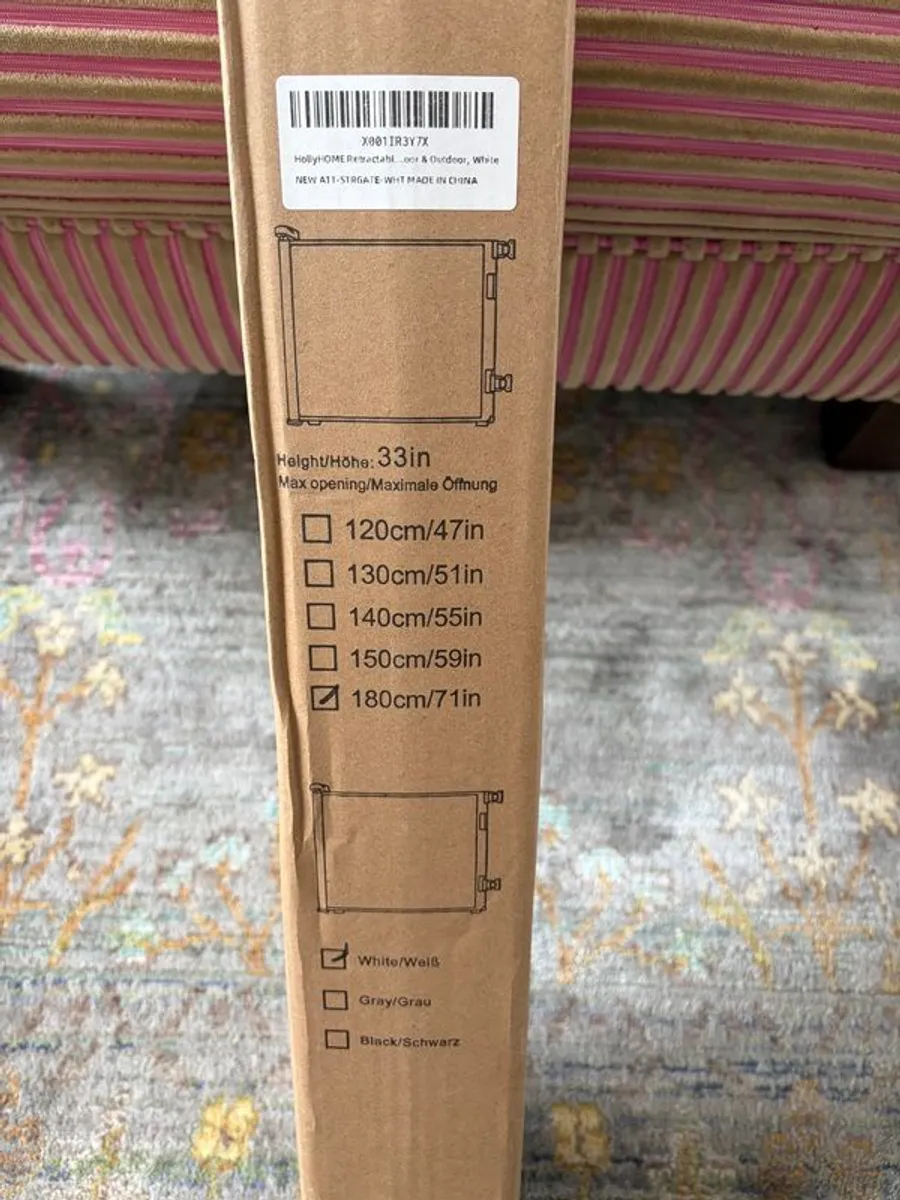 X001IR3Y7X
HollyHOME Retractabl...oor & Outdoor, White
NEW A11-STRGATE-WHT MADE IN CHINA
Height/Höhe: 33in
Max opening/Maximale Öffnung
120cm/47in
130cm/51in
140cm/55in
150cm/59in
180cm/71in
White/Weiß
Gray/Grau
Black/Schwarz